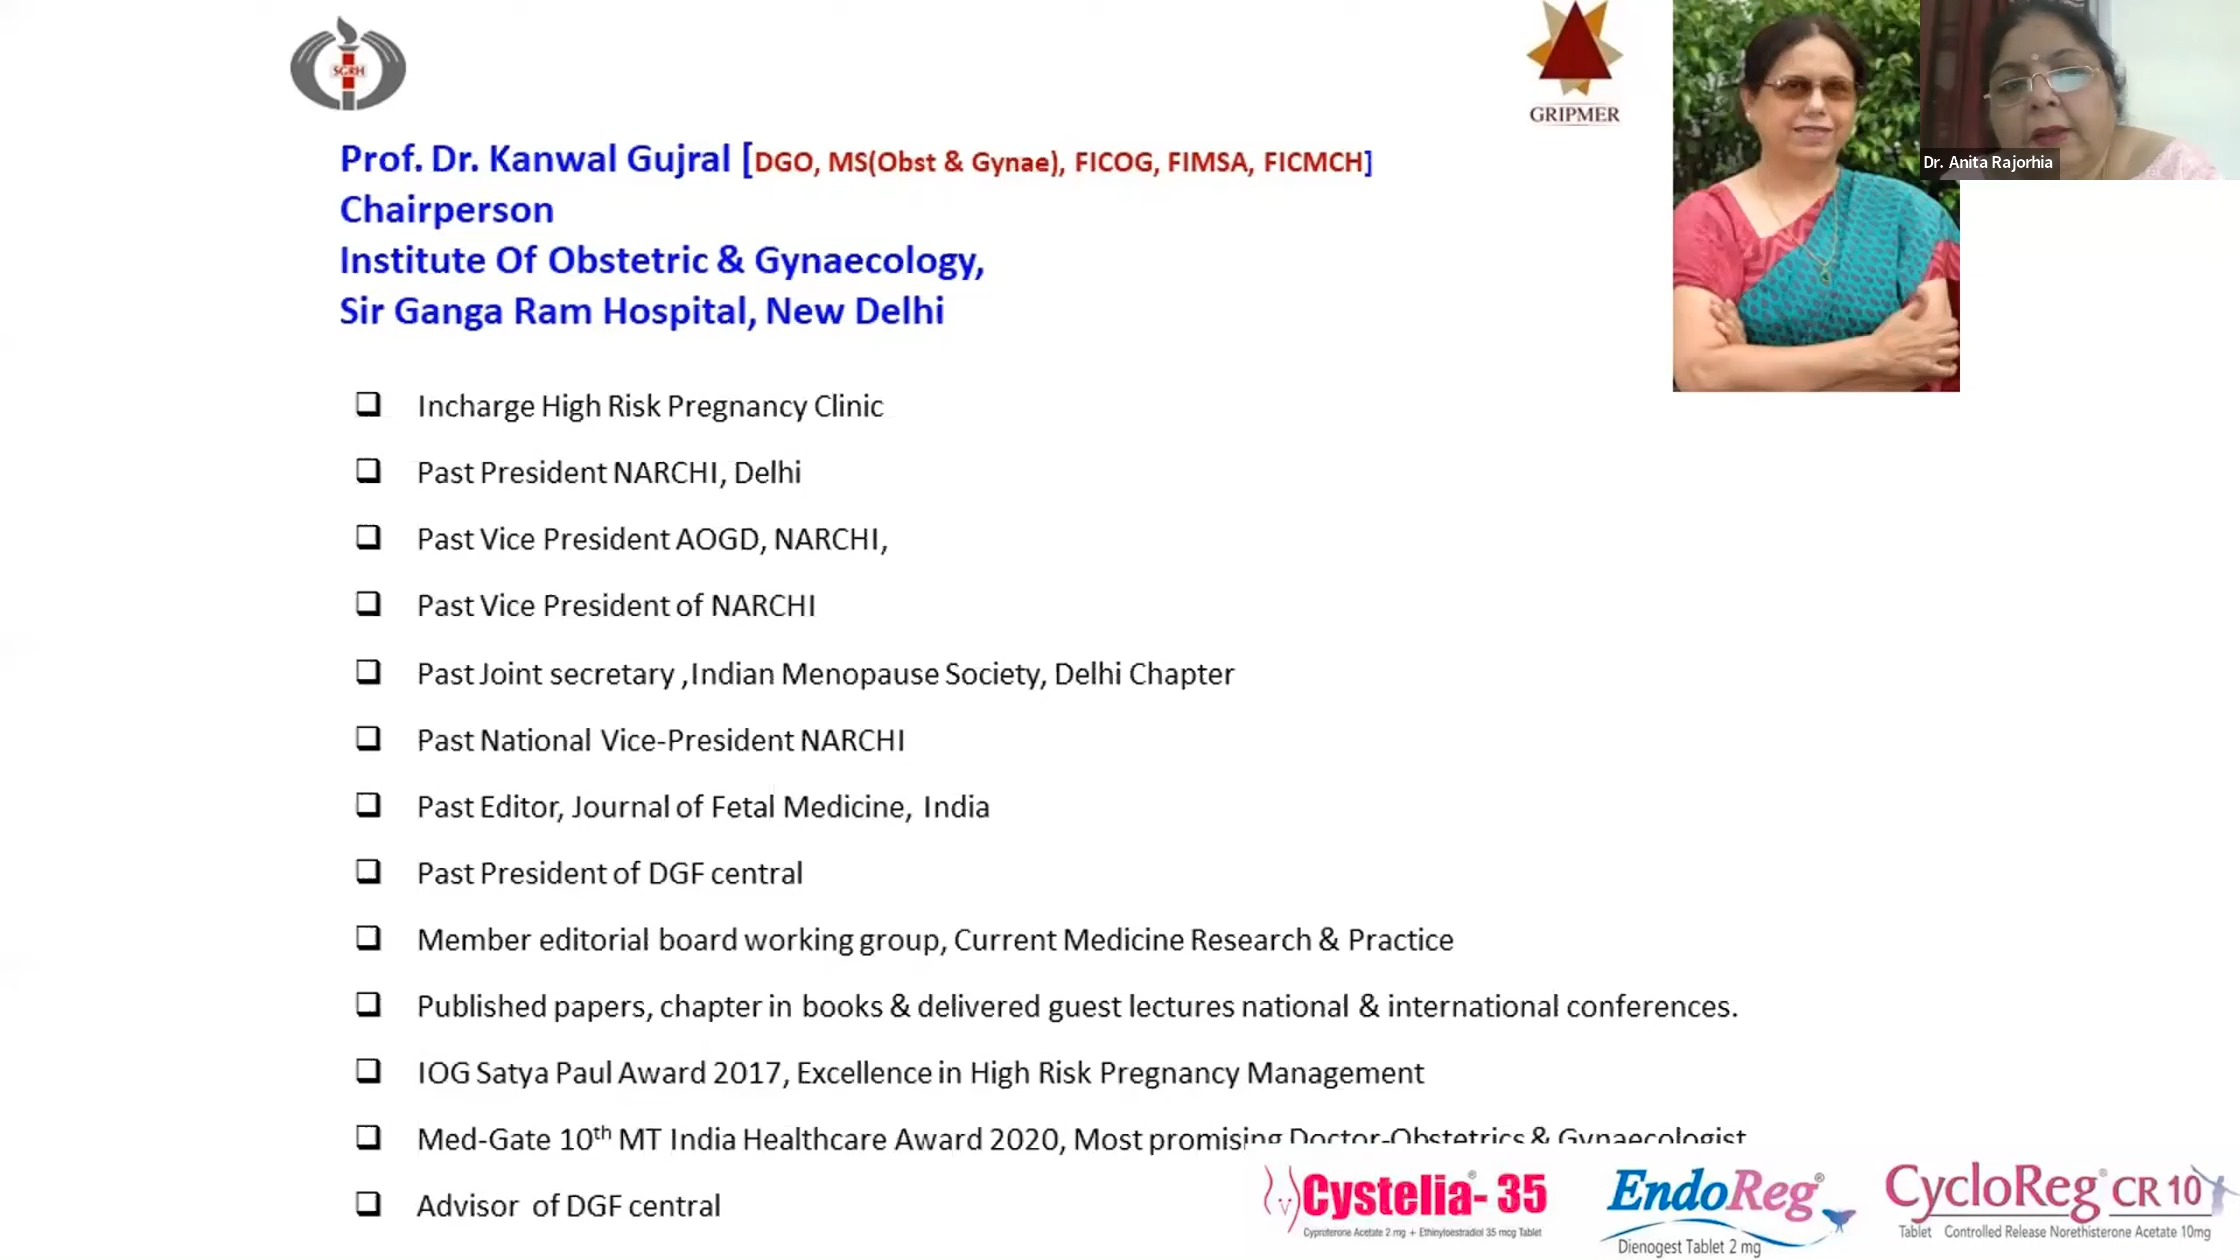 SGRH
GRIPMER
Dr. Anita Rajorhia
Prof. Dr. Kanwal Gujral [DGO, MS(Obst & Gynae), FICOG, FIMSA, FICMCH]
Chairperson
Institute Of Obstetric & Gynaecology,
Sir Ganga Ram Hospital, New Delhi
Incharge High Risk Pregnancy Clinic
Past President NARCHI, Delhi
Past Vice President AOGD, NARCHI,
Past Vice President of NARCHI
Past Joint secretary ,Indian Menopause Society, Delhi Chapter
Past National Vice-President NARCHI
Past Editor, Journal of Fetal Medicine, India
Past President of DGF central
Member editorial board working group, Current Medicine Research & Practice
Published papers, chapter in books & delivered guest lectures national & international conferences.
IOG Satya Paul Award 2017, Excellence in High Risk Pregnancy Management
Med-Gate 10th MT India Healthcare Award 2020, Most promising Doctor-Obstetrics & Gynaecologist
Advisor of DGF central
Cystelia®- 35
Cyproterone Acetate 2 mg + Ethinyloestradiol 35 mcg Tablet
EndoReg®
Dienogest Tablet 2 mg
CycloReg® CR 10
Tablet Controlled Release Norethisterone Acetate 10mg